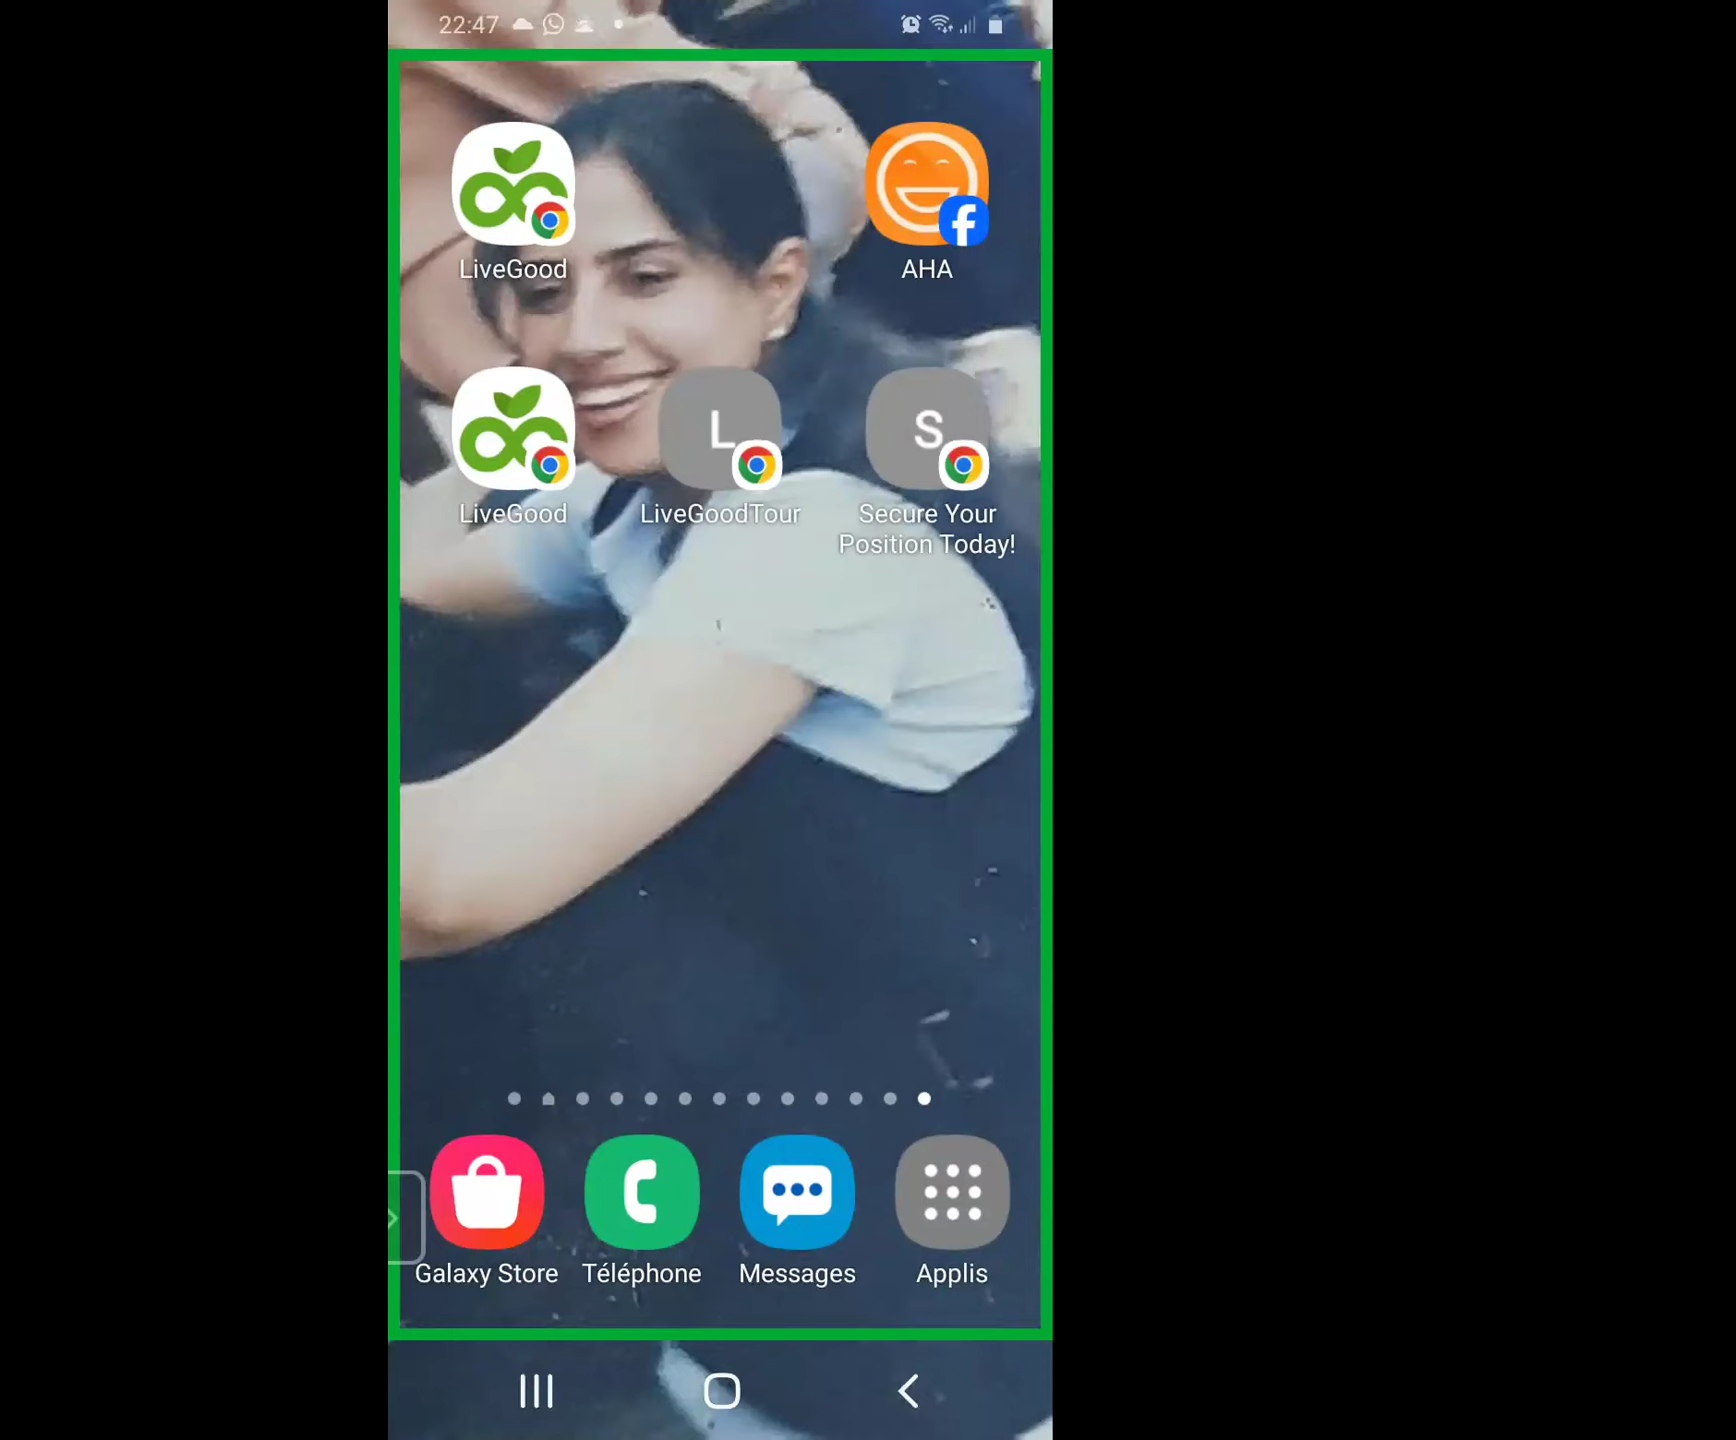 22:47
LiveGood
AHA
LiveGood
L
LiveGoodTour
S
Secure Your
Position Today!
Galaxy Store
Téléphone
Messages
Applis